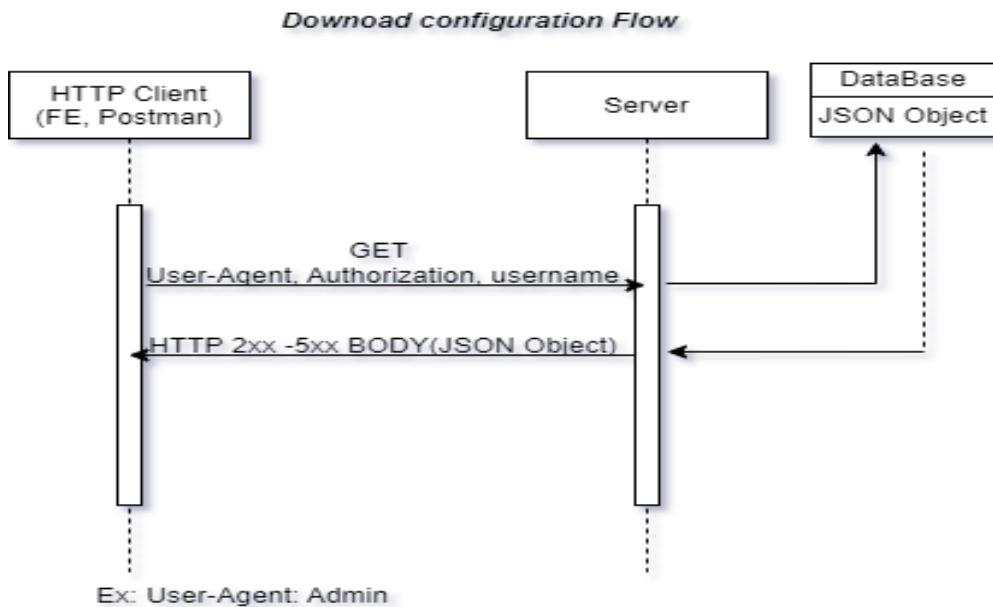 Downoad configuration Flow
HTTP Client
(FE, Postman)
Server
DataBase
JSON Object
GET
User-Agent, Authorization, username
HTTP 2xx -5xx BODY(JSON Object)
Ex: User-Agent: Admin